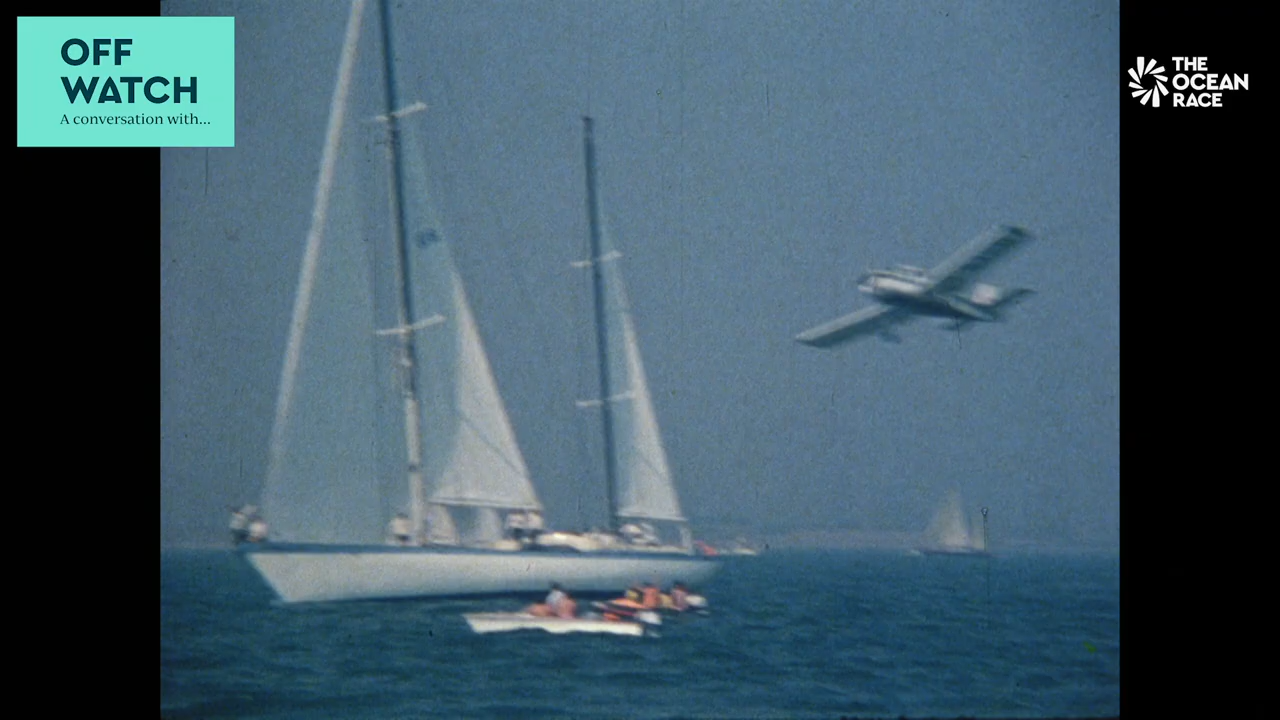 OFF
WATCH
A conversation with...
THE
OCEAN
RACE